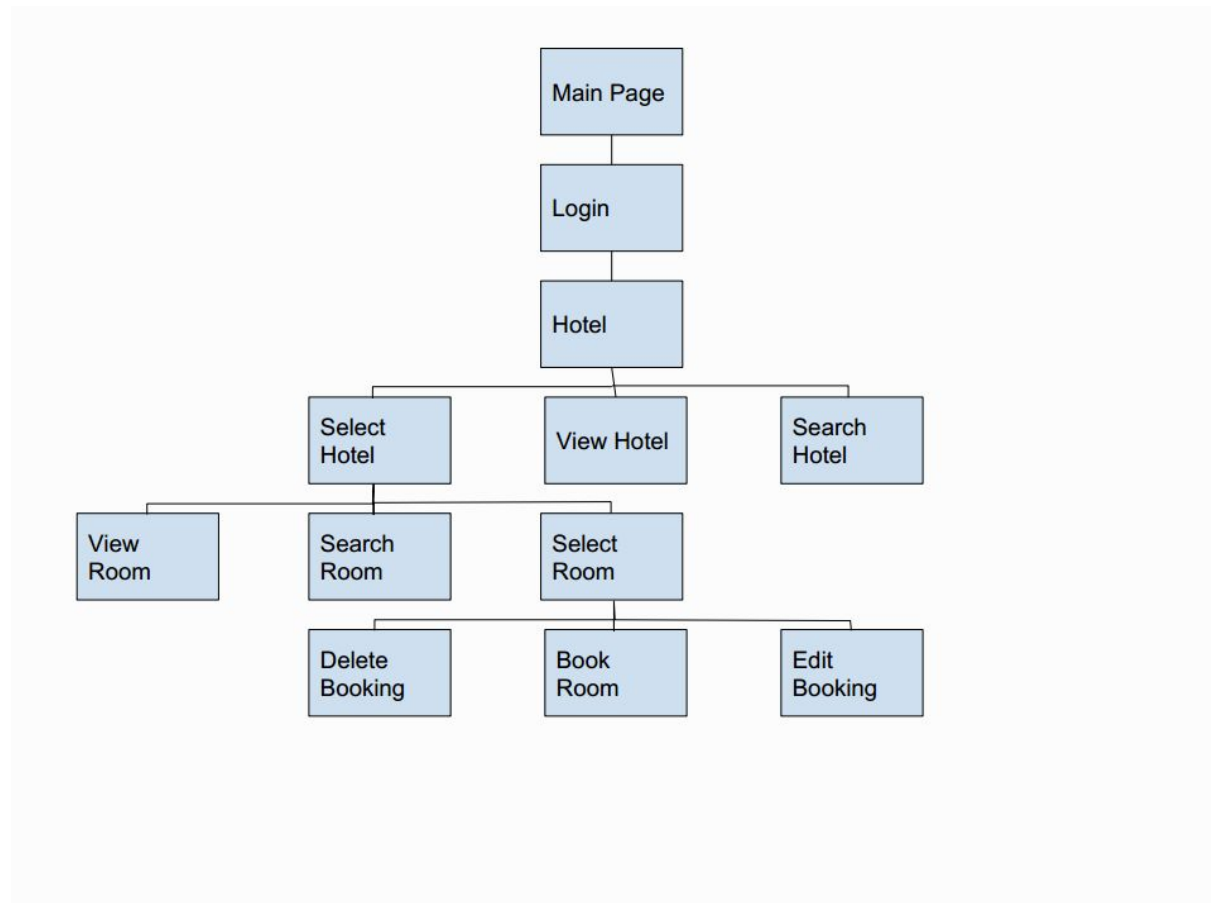 Main Page
Login
Hotel
Select
Hotel
View Hotel
Search
Hotel
View
Room
Search
Room
Select
Room
Delete
Booking
Book
Room
Edit
Booking